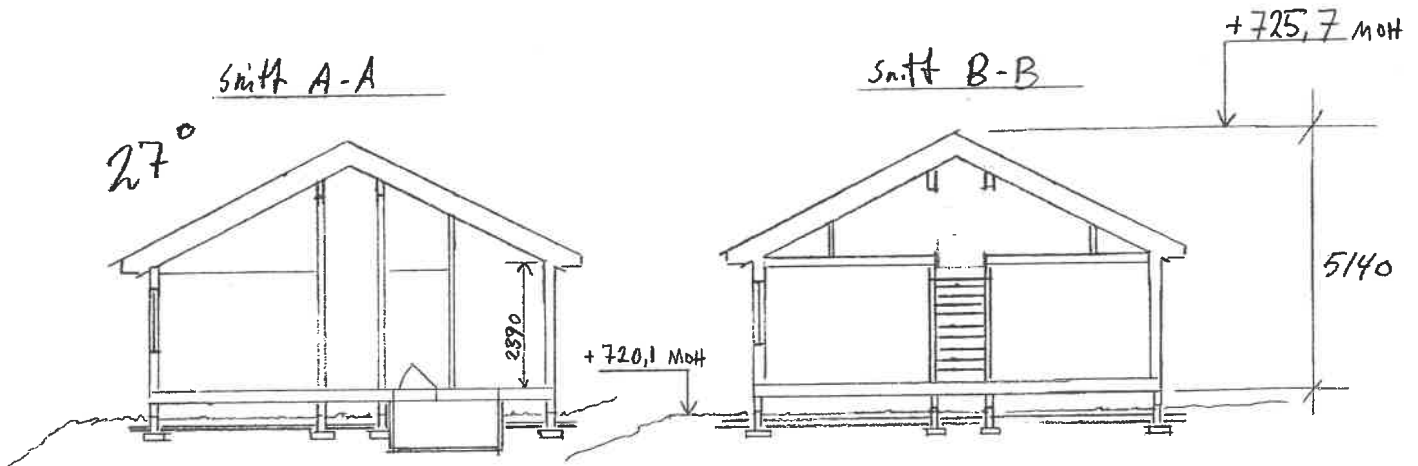 snitt A-A
snitt B-B
+725,7 MOH
27°
5140
2390
+720,1 MOH